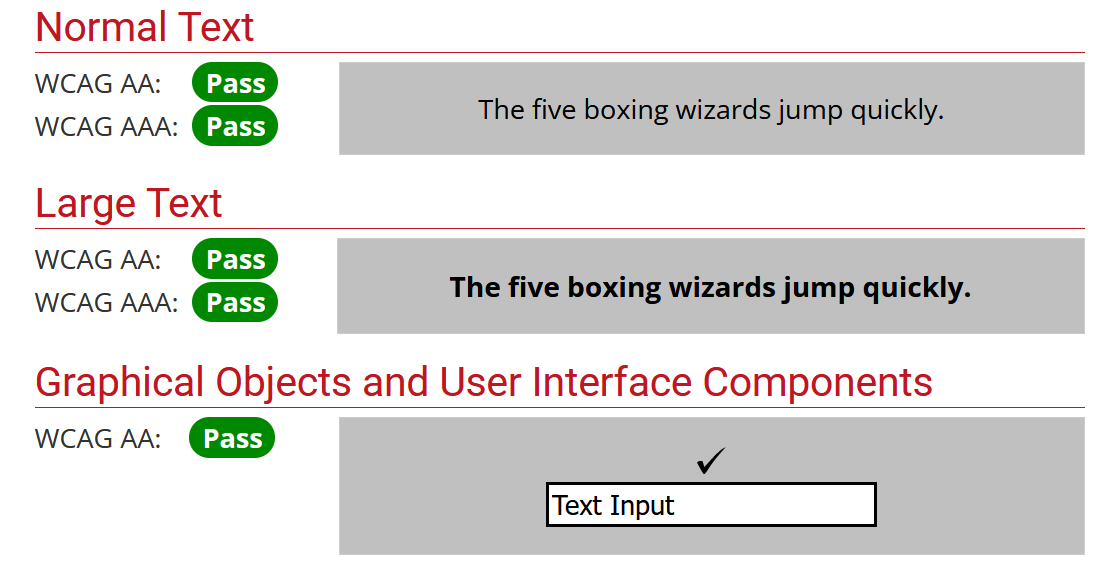 Normal Text
WCAG AA: Pass
WCAG AAA: Pass
The five boxing wizards jump quickly.
Large Text
WCAG AA: Pass
WCAG AAA: Pass
The five boxing wizards jump quickly.
Graphical Objects and User Interface Components
WCAG AA: Pass
✓
Text Input